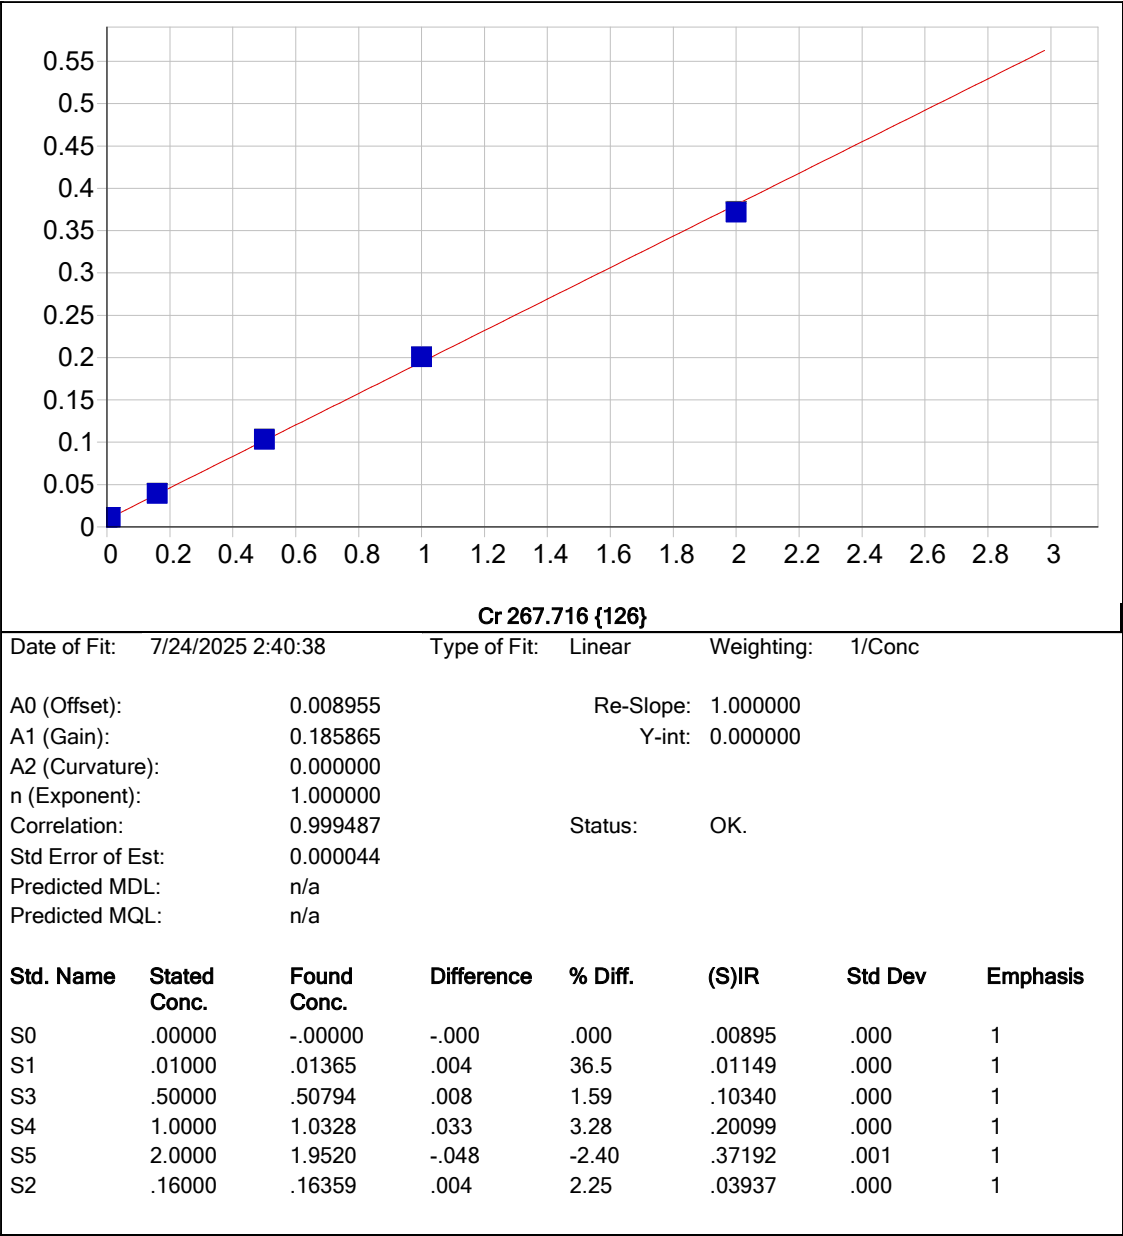 0.55
0.5
0.45
0.4
0.35
0.3
0.25
0.2
0.15
0.1
0.05
0
0 0.2 0.4 0.6 0.8 1 1.2 1.4 1.6 1.8 2 2.2 2.4 2.6 2.8 3
Cr 267.716 {126}
Date of Fit: 7/24/2025 2:40:38 Type of Fit: Linear Weighting: 1/Conc
A0 (Offset): 0.008955 Re-Slope: 1.000000
A1 (Gain): 0.185865 Y-int: 0.000000
A2 (Curvature): 0.000000
n (Exponent): 1.000000
Correlation: 0.999487 Status: OK.
Std Error of Est: 0.000044
Predicted MDL: n/a
Predicted MQL: n/a
Std. Name Stated Found Difference % Diff. (S)IR Std Dev Emphasis
Conc. Conc.
S0 .00000 -.00000 -.000 .000 .00895 .000 1
S1 .01000 .01365 .004 36.5 .01149 .000 1
S3 .50000 .50794 .008 1.59 .10340 .000 1
S4 1.0000 1.0328 .033 3.28 .20099 .000 1
S5 2.0000 1.9520 -.048 -2.40 .37192 .001 1
S2 .16000 .16359 .004 2.25 .03937 .000 1